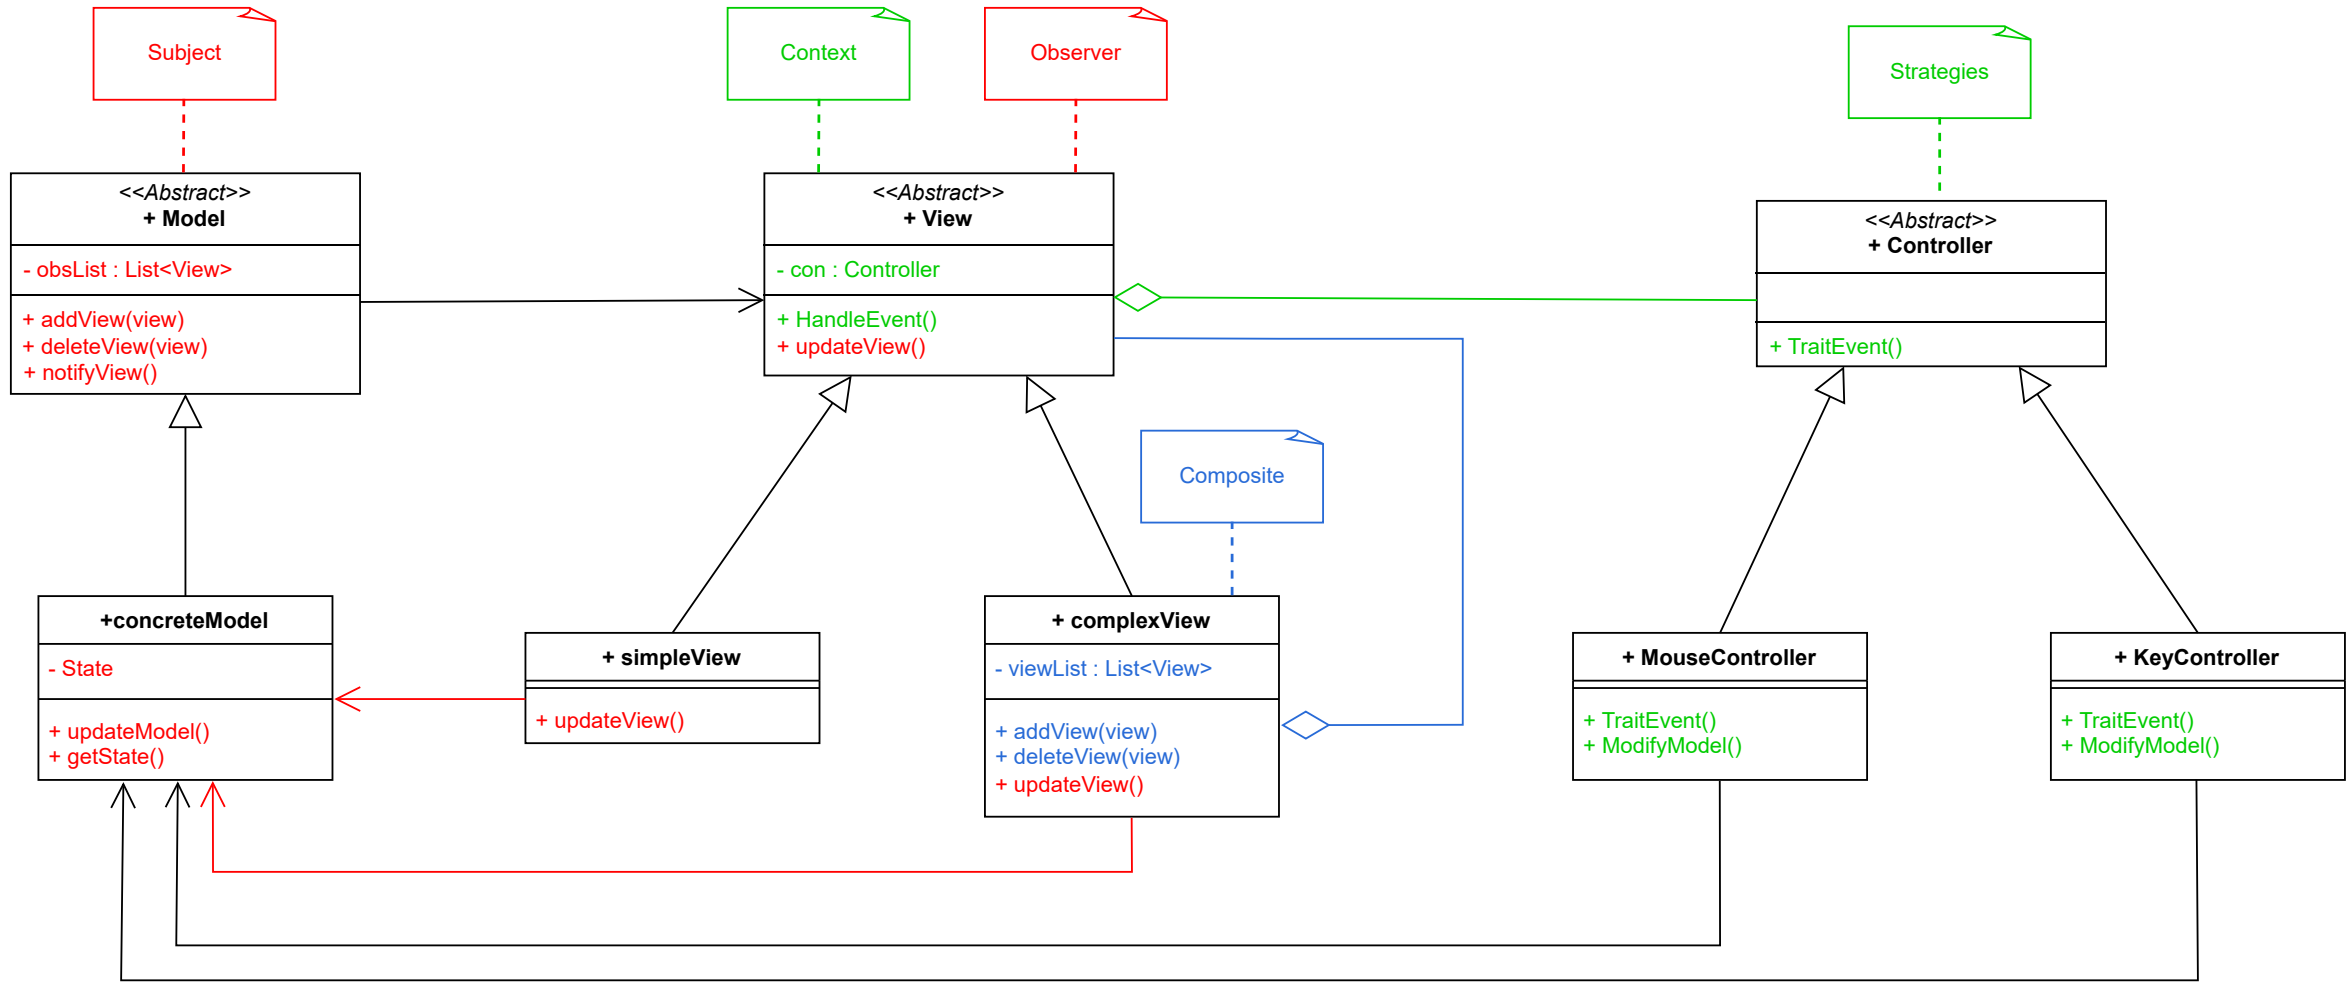 Subject
Context
Observer
Strategies
<<Abstract>>
+ Model
- obsList : List<View>
+ addView(view)
+ deleteView(view)
+ notifyView()
<<Abstract>>
+ View
- con : Controller
+ HandleEvent()
+ updateView()
<<Abstract>>
+ Controller
+ TraitEvent()
Composite
+concreteModel
- State
+ updateModel()
+ getState()
+ simpleView
+ updateView()
+ complexView
- viewList : List<View>
+ addView(view)
+ deleteView(view)
+ updateView()
+ MouseController
+ TraitEvent()
+ ModifyModel()
+ KeyController
+ TraitEvent()
+ ModifyModel()